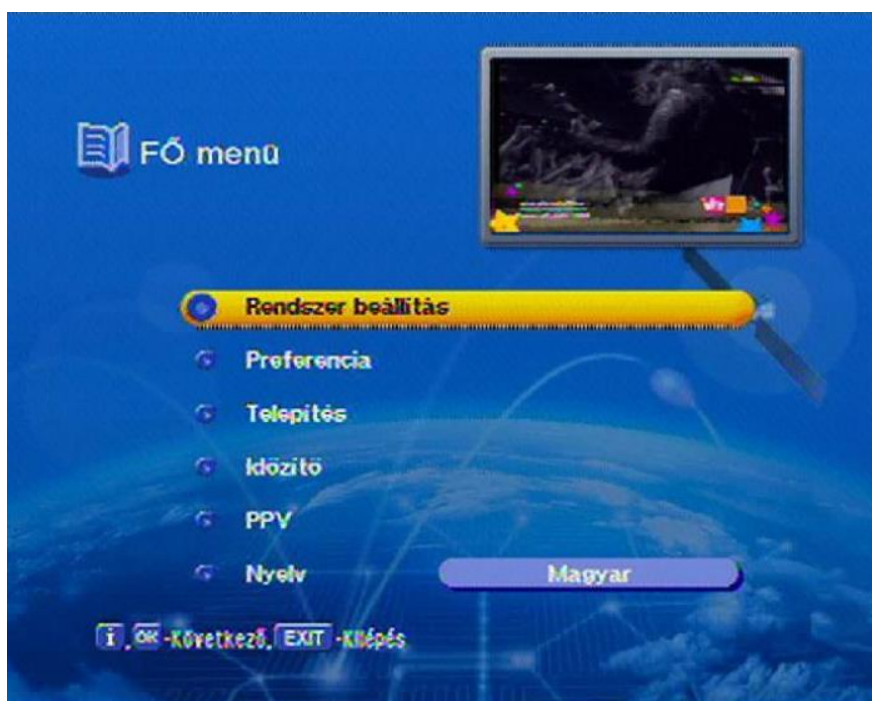 FŐ menü
Rendszer beállítás
Preferencia
Telepítés
Időzítő
PPV
Nyelv Magyar
i, OK -Következő, EXIT -Kilépés